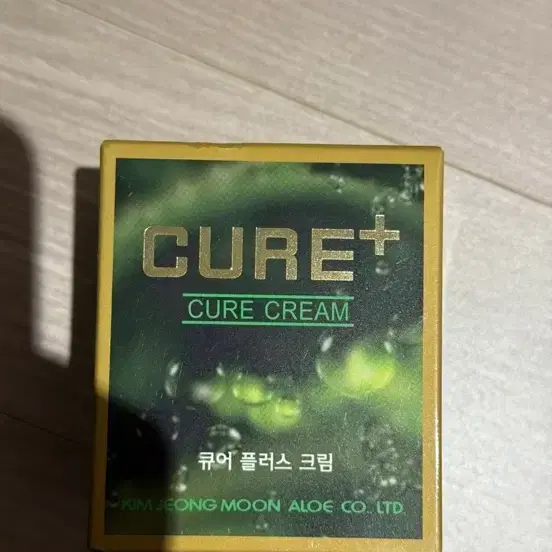 CURE+
CURE CREAM
큐어 플러스 크림
KIM JEONG MOON ALOE CO. LTD.